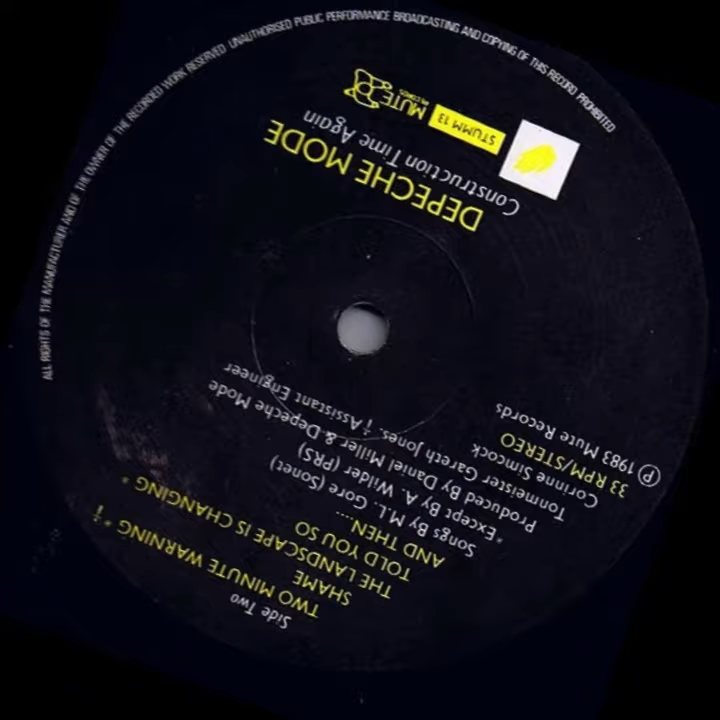 Side Two
TWO MINUTE WARNING * ‡
SHAME
THE LANDSCAPE IS CHANGING *
TOLD YOU SO
AND THEN...
Songs By M.L. Gore (Sonet)
*Except By A. Wilder (PRS)
Produced By Daniel Miller & Depeche Mode
Tonmeister Gareth Jones. ‡ Assistant Engineer
Corinne Simcock
33 RPM/STEREO
℗ 1983 Mute Records
DEPECHE MODE
Construction Time Again
STUMM 13
MUTE
RECORDS
ALL RIGHTS OF THE MANUFACTURER AND OF THE OWNER OF THE RECORDED WORK RESERVED UNAUTHORISED PUBLIC PERFORMANCE BROADCASTING AND COPYING OF THIS RECORD PROHIBITED